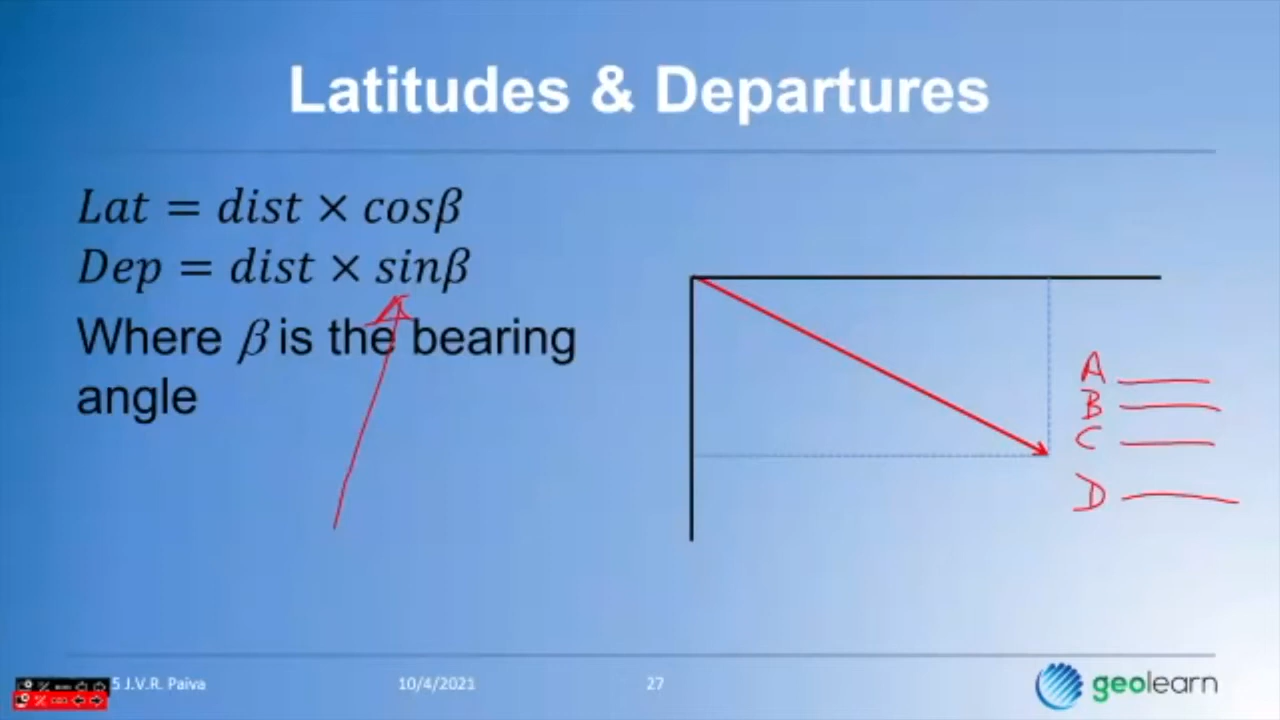 Latitudes & Departures
Lat = dist × cosβ
Dep = dist × sinβ
Where β is the bearing
angle
A
B
C
D
5 J.V.R. Paiva
10/4/2021
27
geolearn